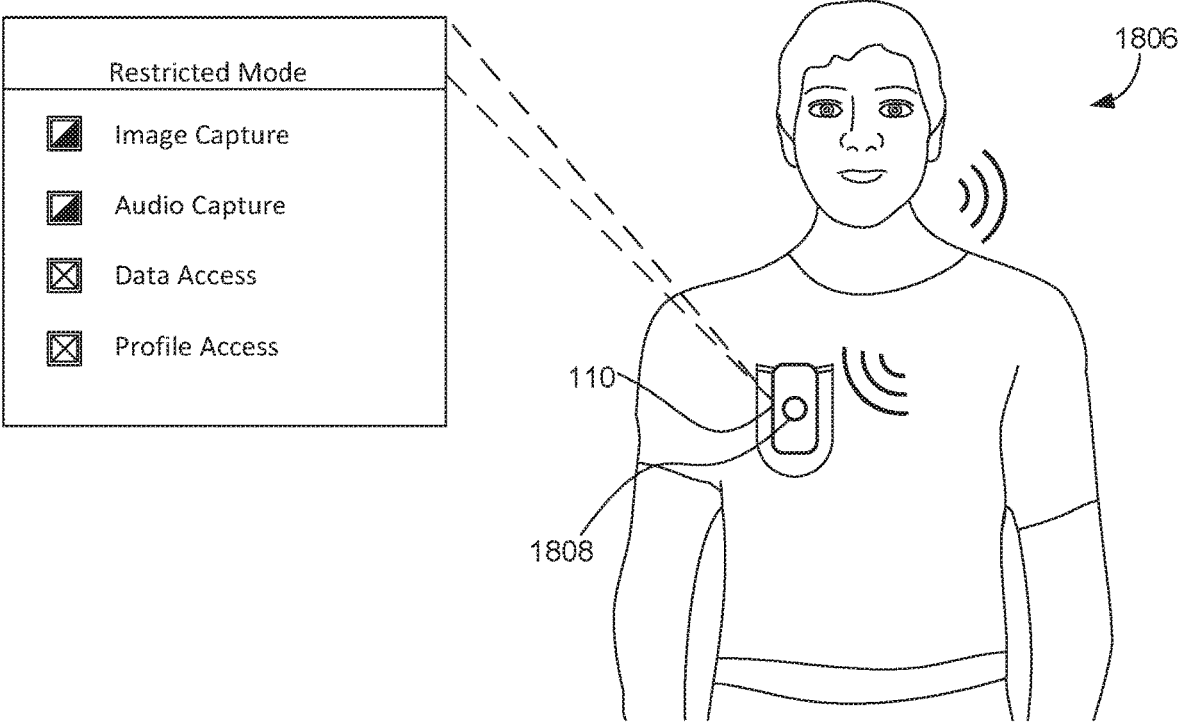 Restricted Mode
Image Capture
Audio Capture
Data Access
Profile Access
1806
110
1808